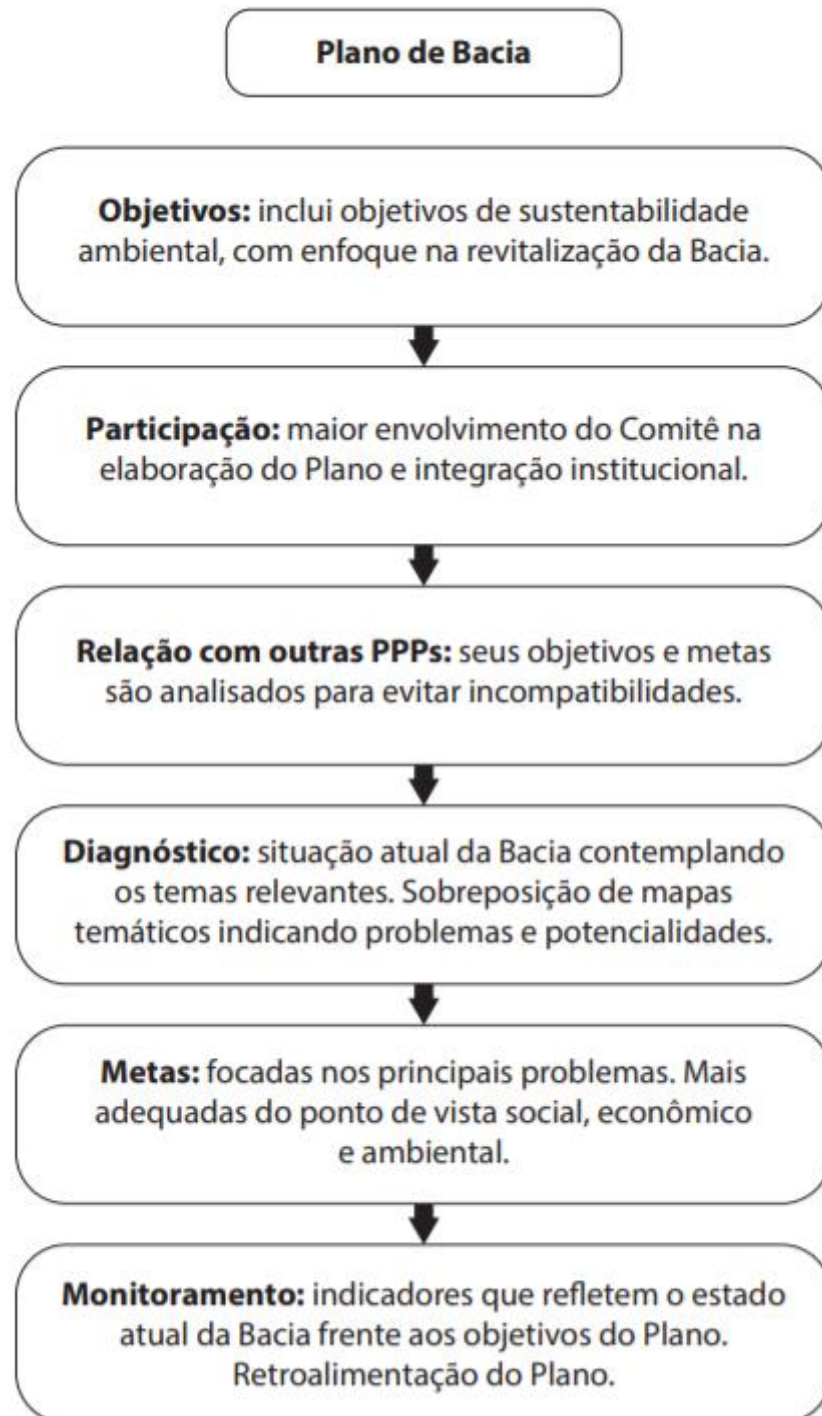 Plano de Bacia
Objetivos: inclui objetivos de sustentabilidade
ambiental, com enfoque na revitalização da Bacia.
Participação: maior envolvimento do Comitê na
elaboração do Plano e integração institucional.
Relação com outras PPPs: seus objetivos e metas
são analisados para evitar incompatibilidades.
Diagnóstico: situação atual da Bacia contemplando
os temas relevantes. Sobreposição de mapas
temáticos indicando problemas e potencialidades.
Metas: focadas nos principais problemas. Mais
adequadas do ponto de vista social, econômico
e ambiental.
Monitoramento: indicadores que refletem o estado
atual da Bacia frente aos objetivos do Plano.
Retroalimentação do Plano.